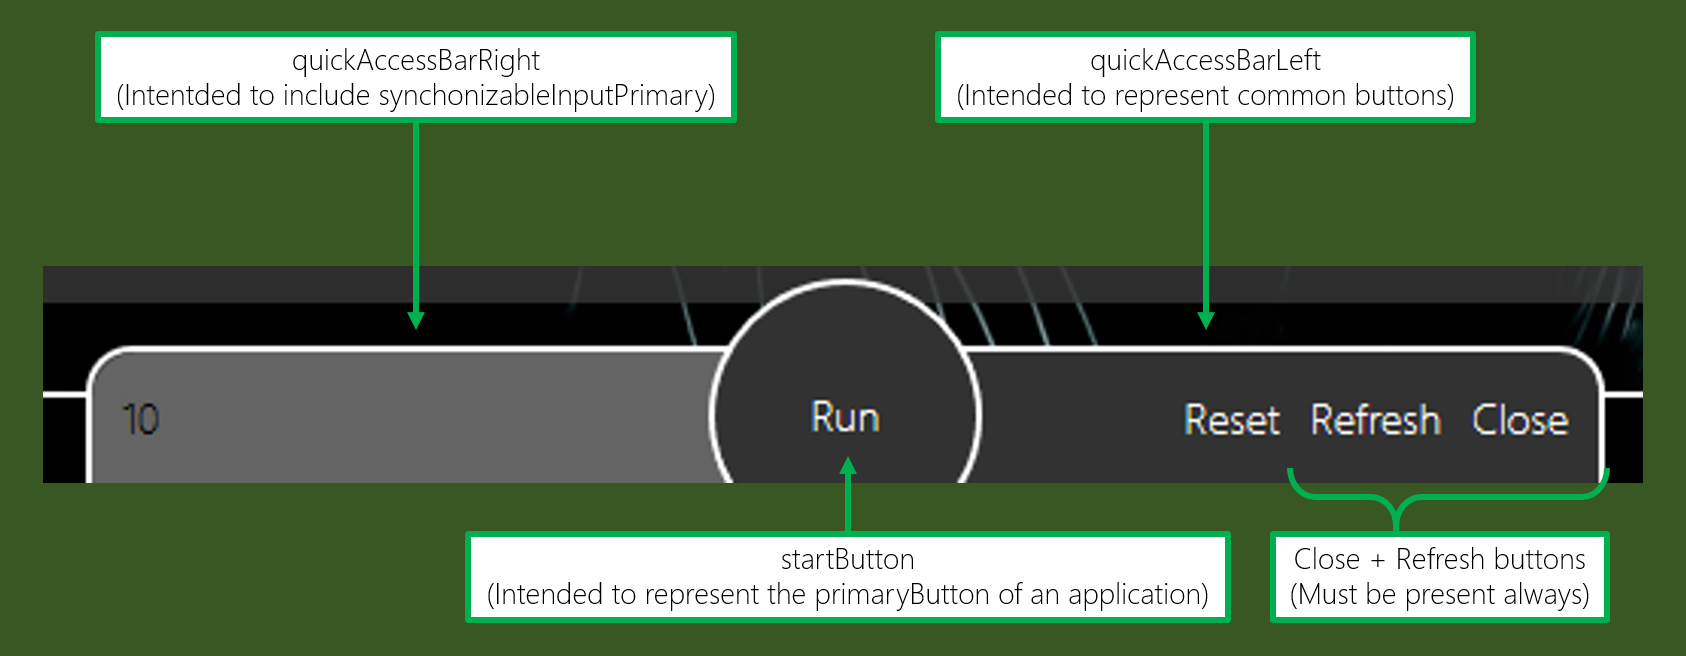 quickAccessBarRight
(Intentded to include synchonizableInputPrimary)
quickAccessBarLeft
(Intended to represent common buttons)
10
Run
Reset Refresh Close
startButton
(Intended to represent the primaryButton of an application)
Close + Refresh buttons
(Must be present always)